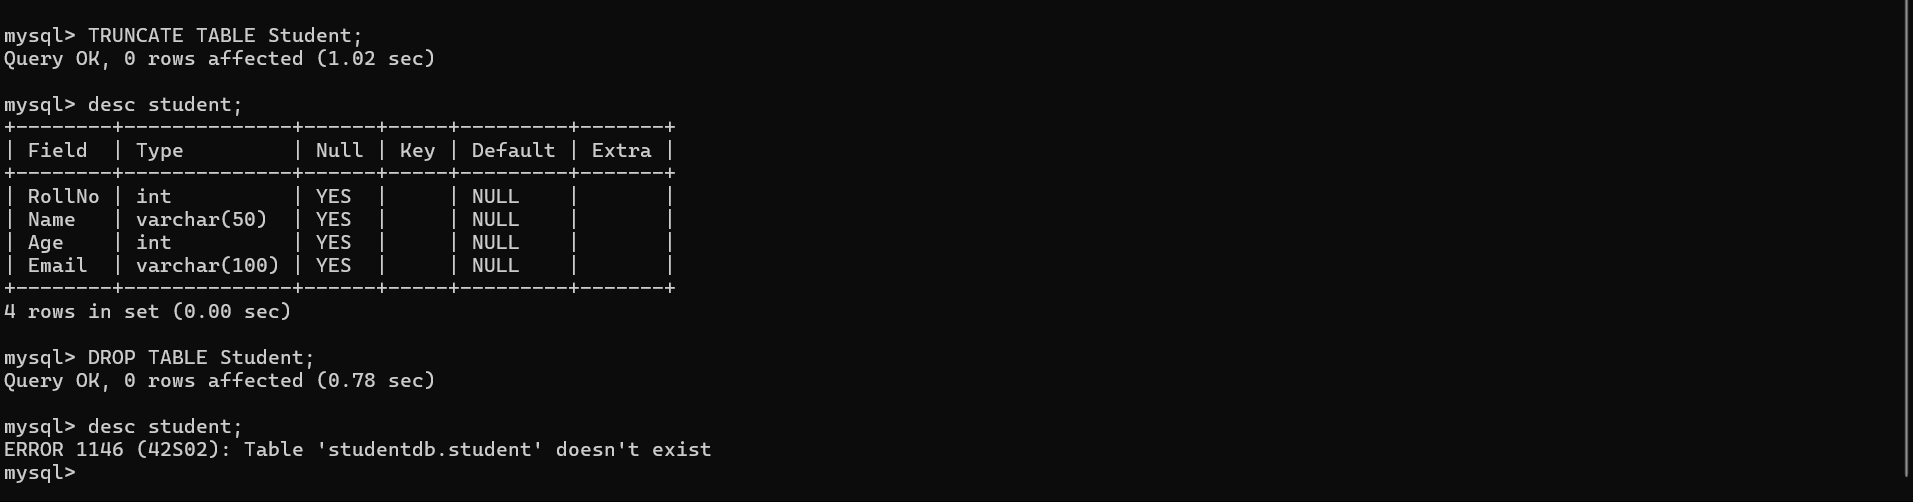 mysql> TRUNCATE TABLE Student;
Query OK, 0 rows affected (1.02 sec)
mysql> desc student;
+--------+--------------+------+-----+---------+-------+
| Field  | Type         | Null | Key | Default | Extra |
+--------+--------------+------+-----+---------+-------+
| RollNo | int          | YES  |     | NULL    |       |
| Name   | varchar(50)  | YES  |     | NULL    |       |
| Age    | int          | YES  |     | NULL    |       |
| Email  | varchar(100) | YES  |     | NULL    |       |
+--------+--------------+------+-----+---------+-------+
4 rows in set (0.00 sec)
mysql> DROP TABLE Student;
Query OK, 0 rows affected (0.78 sec)
mysql> desc student;
ERROR 1146 (42S02): Table 'studentdb.student' doesn't exist
mysql>